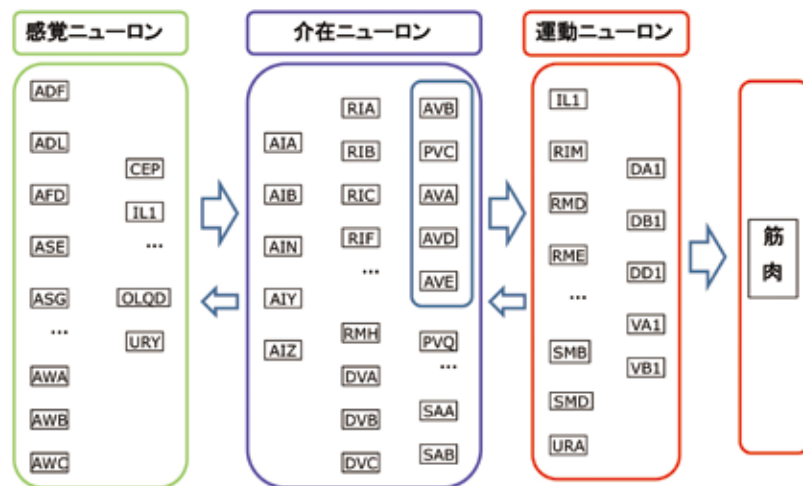 感覚ニューロン
介在ニューロン
運動ニューロン
ADF
ADL
AFD
ASE
ASG
...
AWA
AWB
AWC
CEP
IL1
...
OLQD
URY
AIA
AIB
AIN
AIY
AIZ
RIA
RIB
RIC
RIF
...
RMH
DVA
DVB
DVC
AVB
PVC
AVA
AVD
AVE
PVQ
...
SAA
SAB
IL1
RIM
RMD
RME
...
SMB
SMD
URA
DA1
DB1
DD1
VA1
VB1
筋
肉